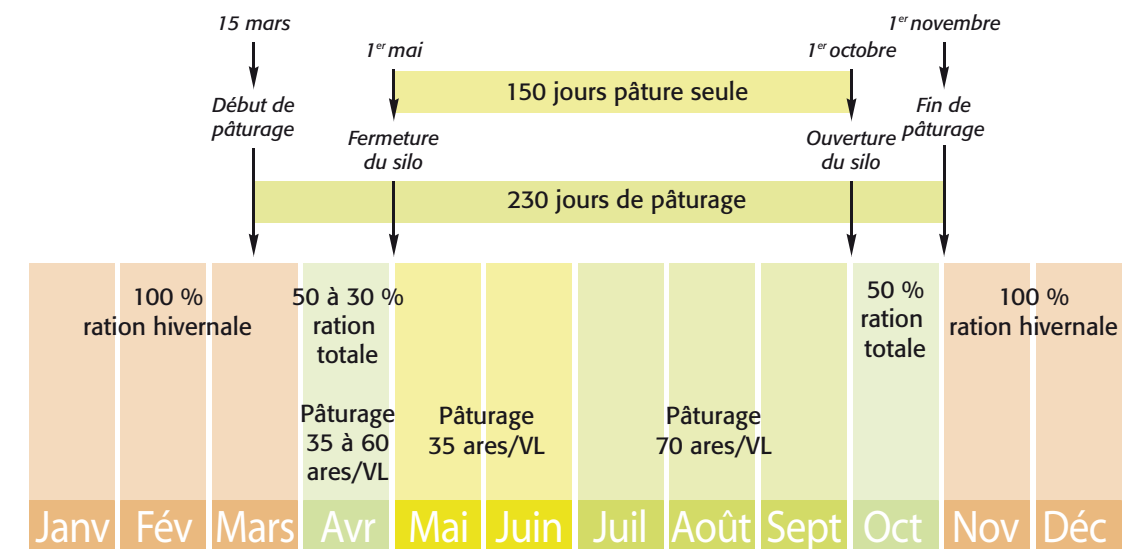 15 mars
1er novembre
1er mai
1er octobre
150 jours pâture seule
Début de
pâturage
Fin de
pâturage
Fermeture
du silo
Ouverture
du silo
230 jours de pâturage
100 %
ration hivernale
50 à 30 %
ration
totale
50 %
ration
totale
100 %
ration hivernale
Pâturage
35 à 60
ares/VL
Pâturage
35 ares/VL
Pâturage
70 ares/VL
Janv Fév Mars Avr Mai Juin Juil Août Sept Oct Nov Déc